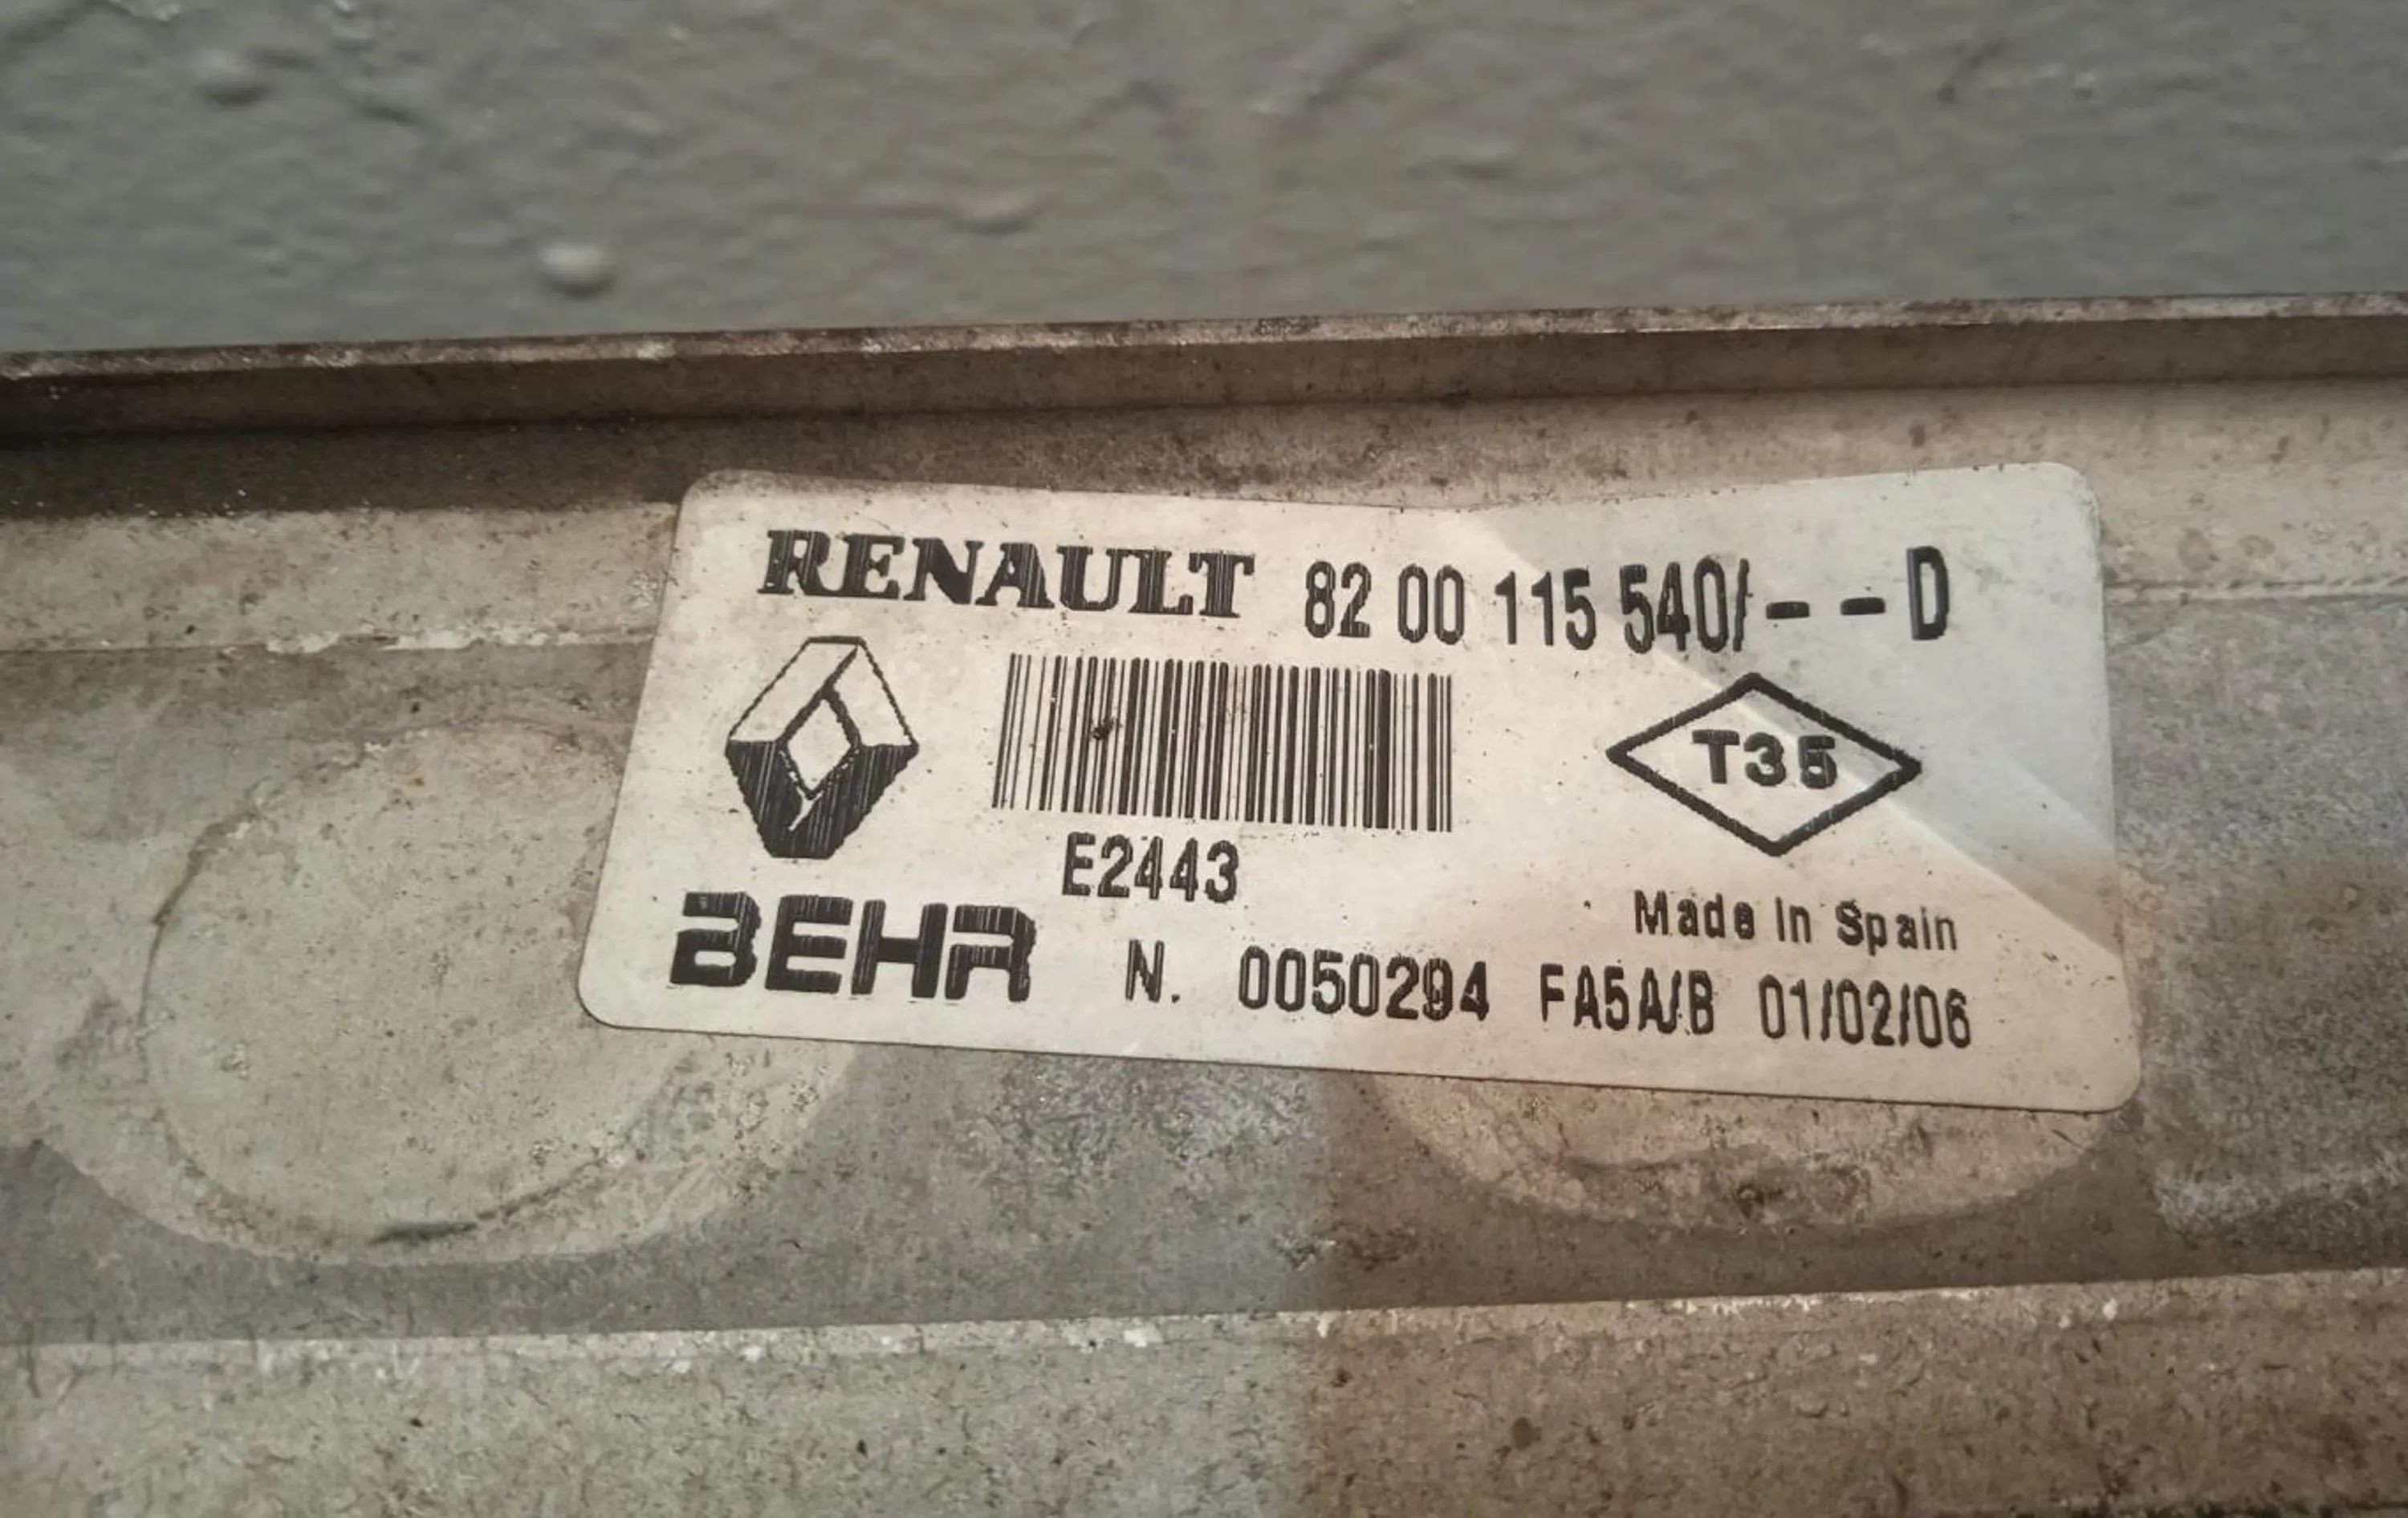 RENAULT 82 00 115 540/-- D
T35
E2443
Made In Spain
BEHR N. 0050294 FA5A/B 01/02/06